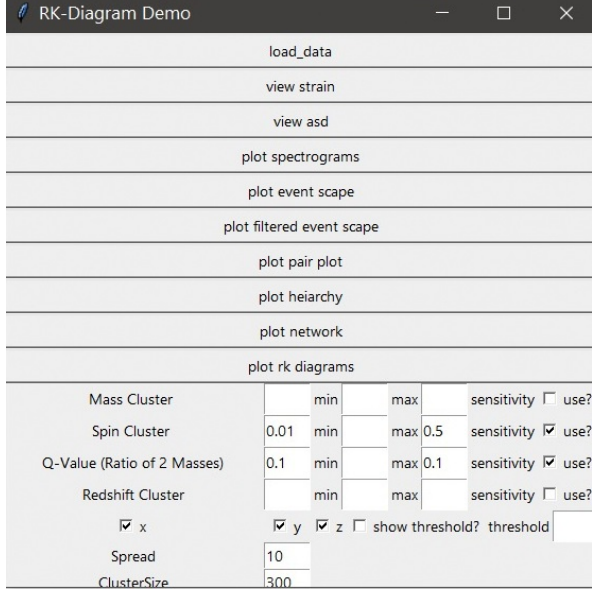 RK-Diagram Demo
load_data
view strain
view asd
plot spectrograms
plot event scape
plot filtered event scape
plot pair plot
plot heiarchy
plot network
plot rk diagrams
Mass Cluster min max sensitivity use?
Spin Cluster 0.01 min max 0.5 sensitivity use?
Q-Value (Ratio of 2 Masses) 0.1 min max 0.1 sensitivity use?
Redshift Cluster min max sensitivity use?
x y z show threshold? threshold
Spread 10
ClusterSize 300